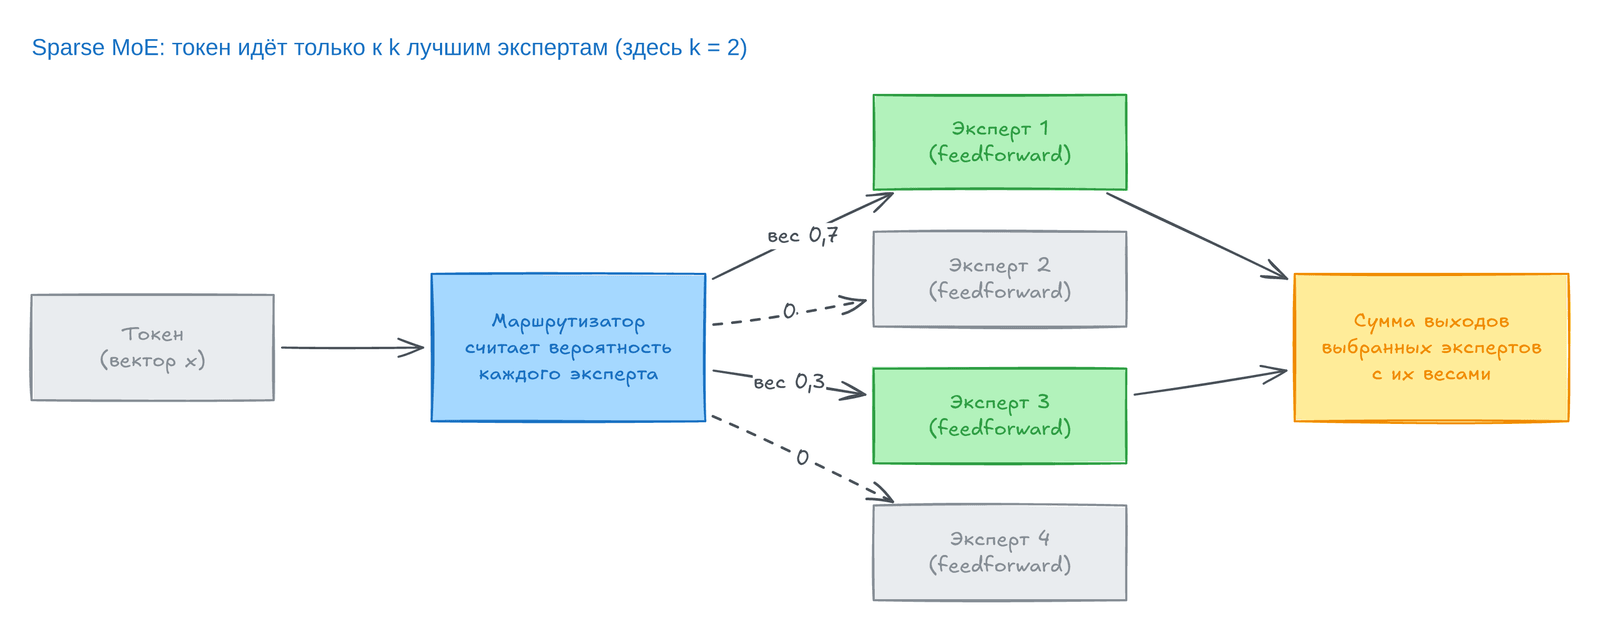 Sparse MoE: токен идёт только к k лучшим экспертам (здесь k = 2)
Токен
(вектор x)
Маршрутизатор
считает вероятность
каждого эксперта
вес 0,7
0
вес 0,3
0
Эксперт 1
(feedforward)
Эксперт 2
(feedforward)
Эксперт 3
(feedforward)
Эксперт 4
(feedforward)
Сумма выходов
выбранных экспертов
с их весами